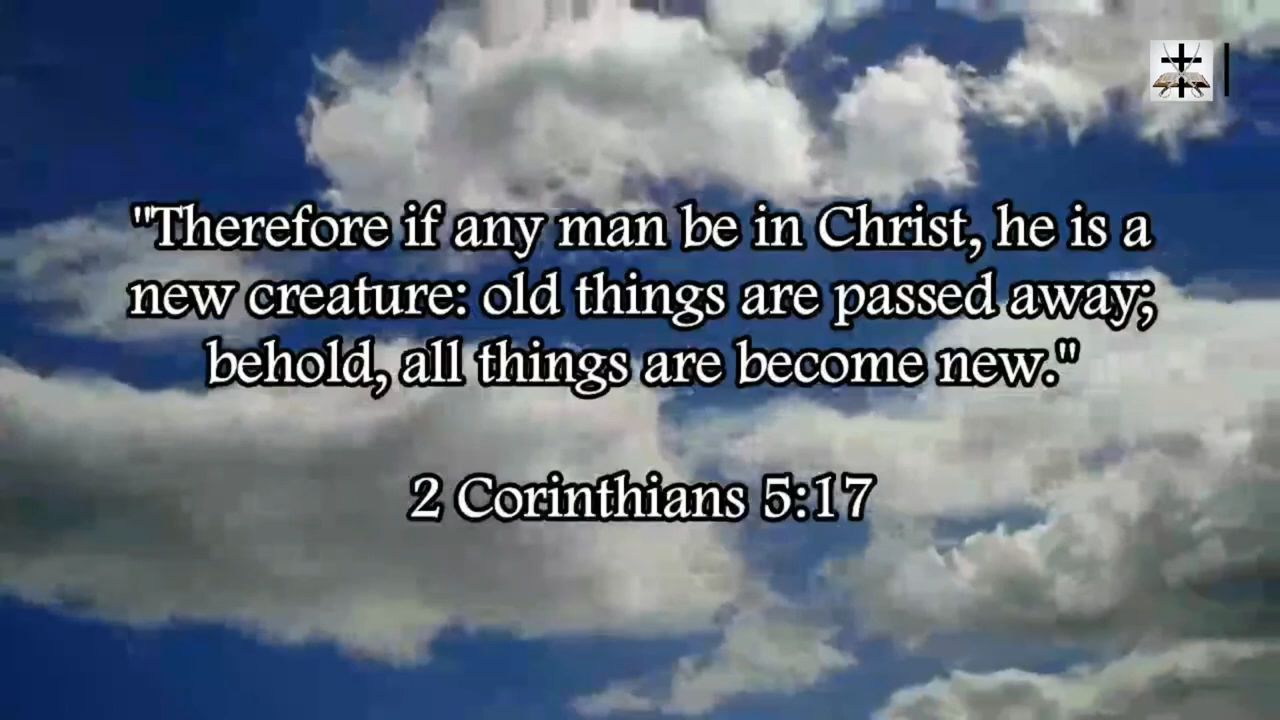 "Therefore if any man be in Christ, he is a
new creature: old things are passed away;
behold, all things are become new."
2 Corinthians 5:17